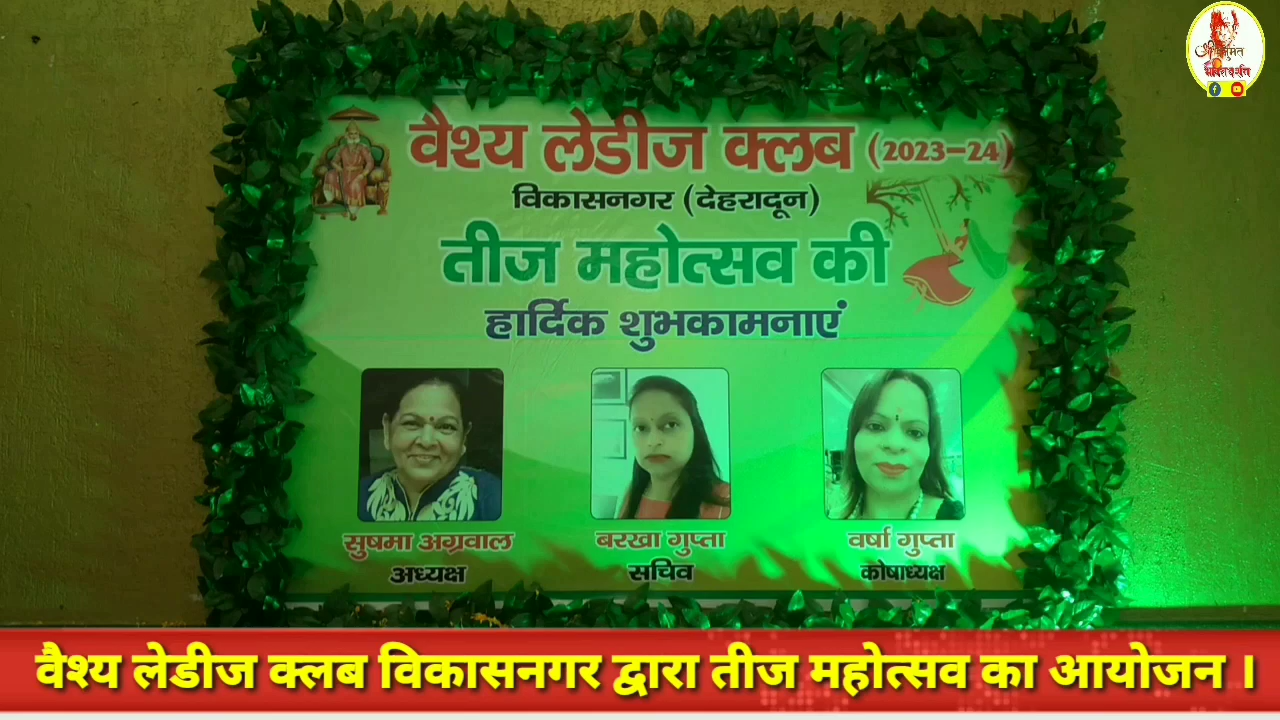 वैश्य लेडीज क्लब (2023-24)
विकासनगर (देहरादून)
तीज महोत्सव की
हार्दिक शुभकामनाएं
सुषमा अग्रवाल
अध्यक्ष
बरखा गुप्ता
सचिव
वर्षा गुप्ता
कोषाध्यक्ष
वैश्य लेडीज क्लब विकासनगर द्वारा तीज महोत्सव का आयोजन ।